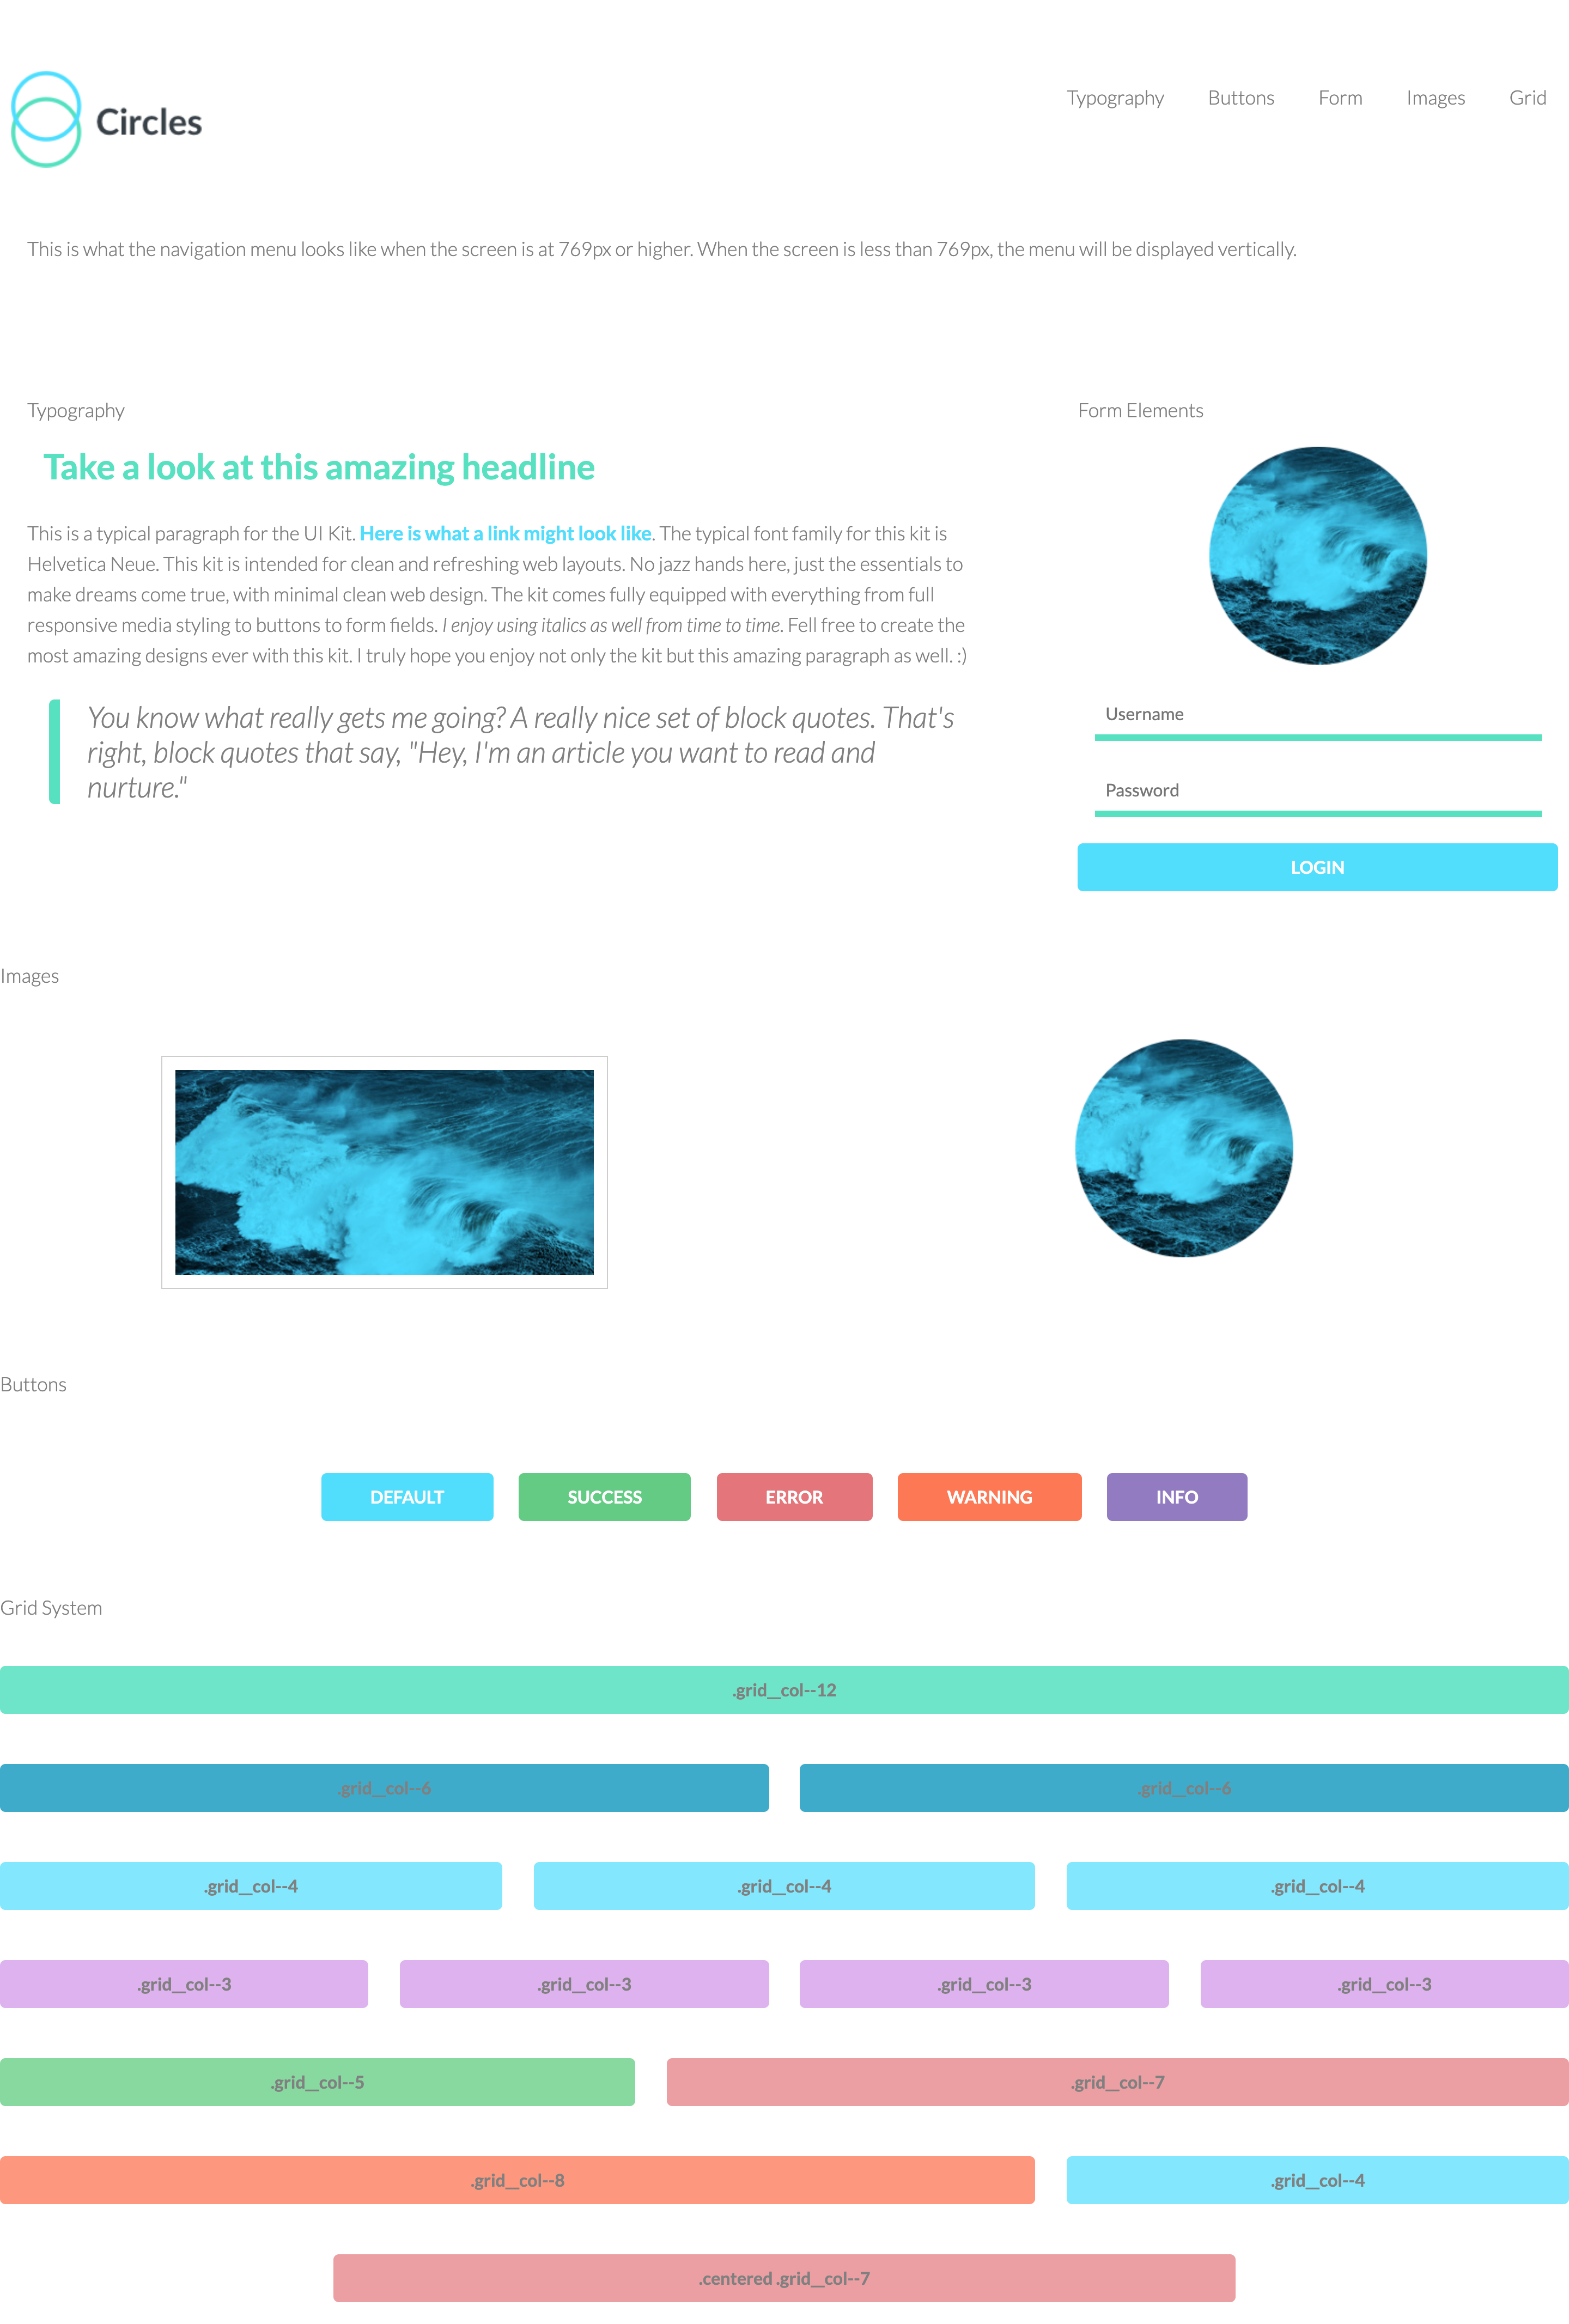 Circles
Typography Buttons Form Images Grid
This is what the navigation menu looks like when the screen is at 769px or higher. When the screen is less than 769px, the menu will be displayed vertically.
Typography
Take a look at this amazing headline
This is a typical paragraph for the UI Kit. Here is what a link might look like. The typical font family for this kit is
Helvetica Neue. This kit is intended for clean and refreshing web layouts. No jazz hands here, just the essentials to
make dreams come true, with minimal clean web design. The kit comes fully equipped with everything from full
responsive media styling to buttons to form fields. I enjoy using italics as well from time to time. Fell free to create the
most amazing designs ever with this kit. I truly hope you enjoy not only the kit but this amazing paragraph as well. :)
You know what really gets me going? A really nice set of block quotes. That's
right, block quotes that say, "Hey, I'm an article you want to read and
nurture."
Form Elements
Username
Password
LOGIN
Images
Buttons
DEFAULT SUCCESS ERROR WARNING INFO
Grid System
.grid__col--12
.grid__col--6 .grid__col--6
.grid__col--4 .grid__col--4 .grid__col--4
.grid__col--3 .grid__col--3 .grid__col--3 .grid__col--3
.grid__col--5 .grid__col--7
.grid__col--8 .grid__col--4
.centered .grid__col--7